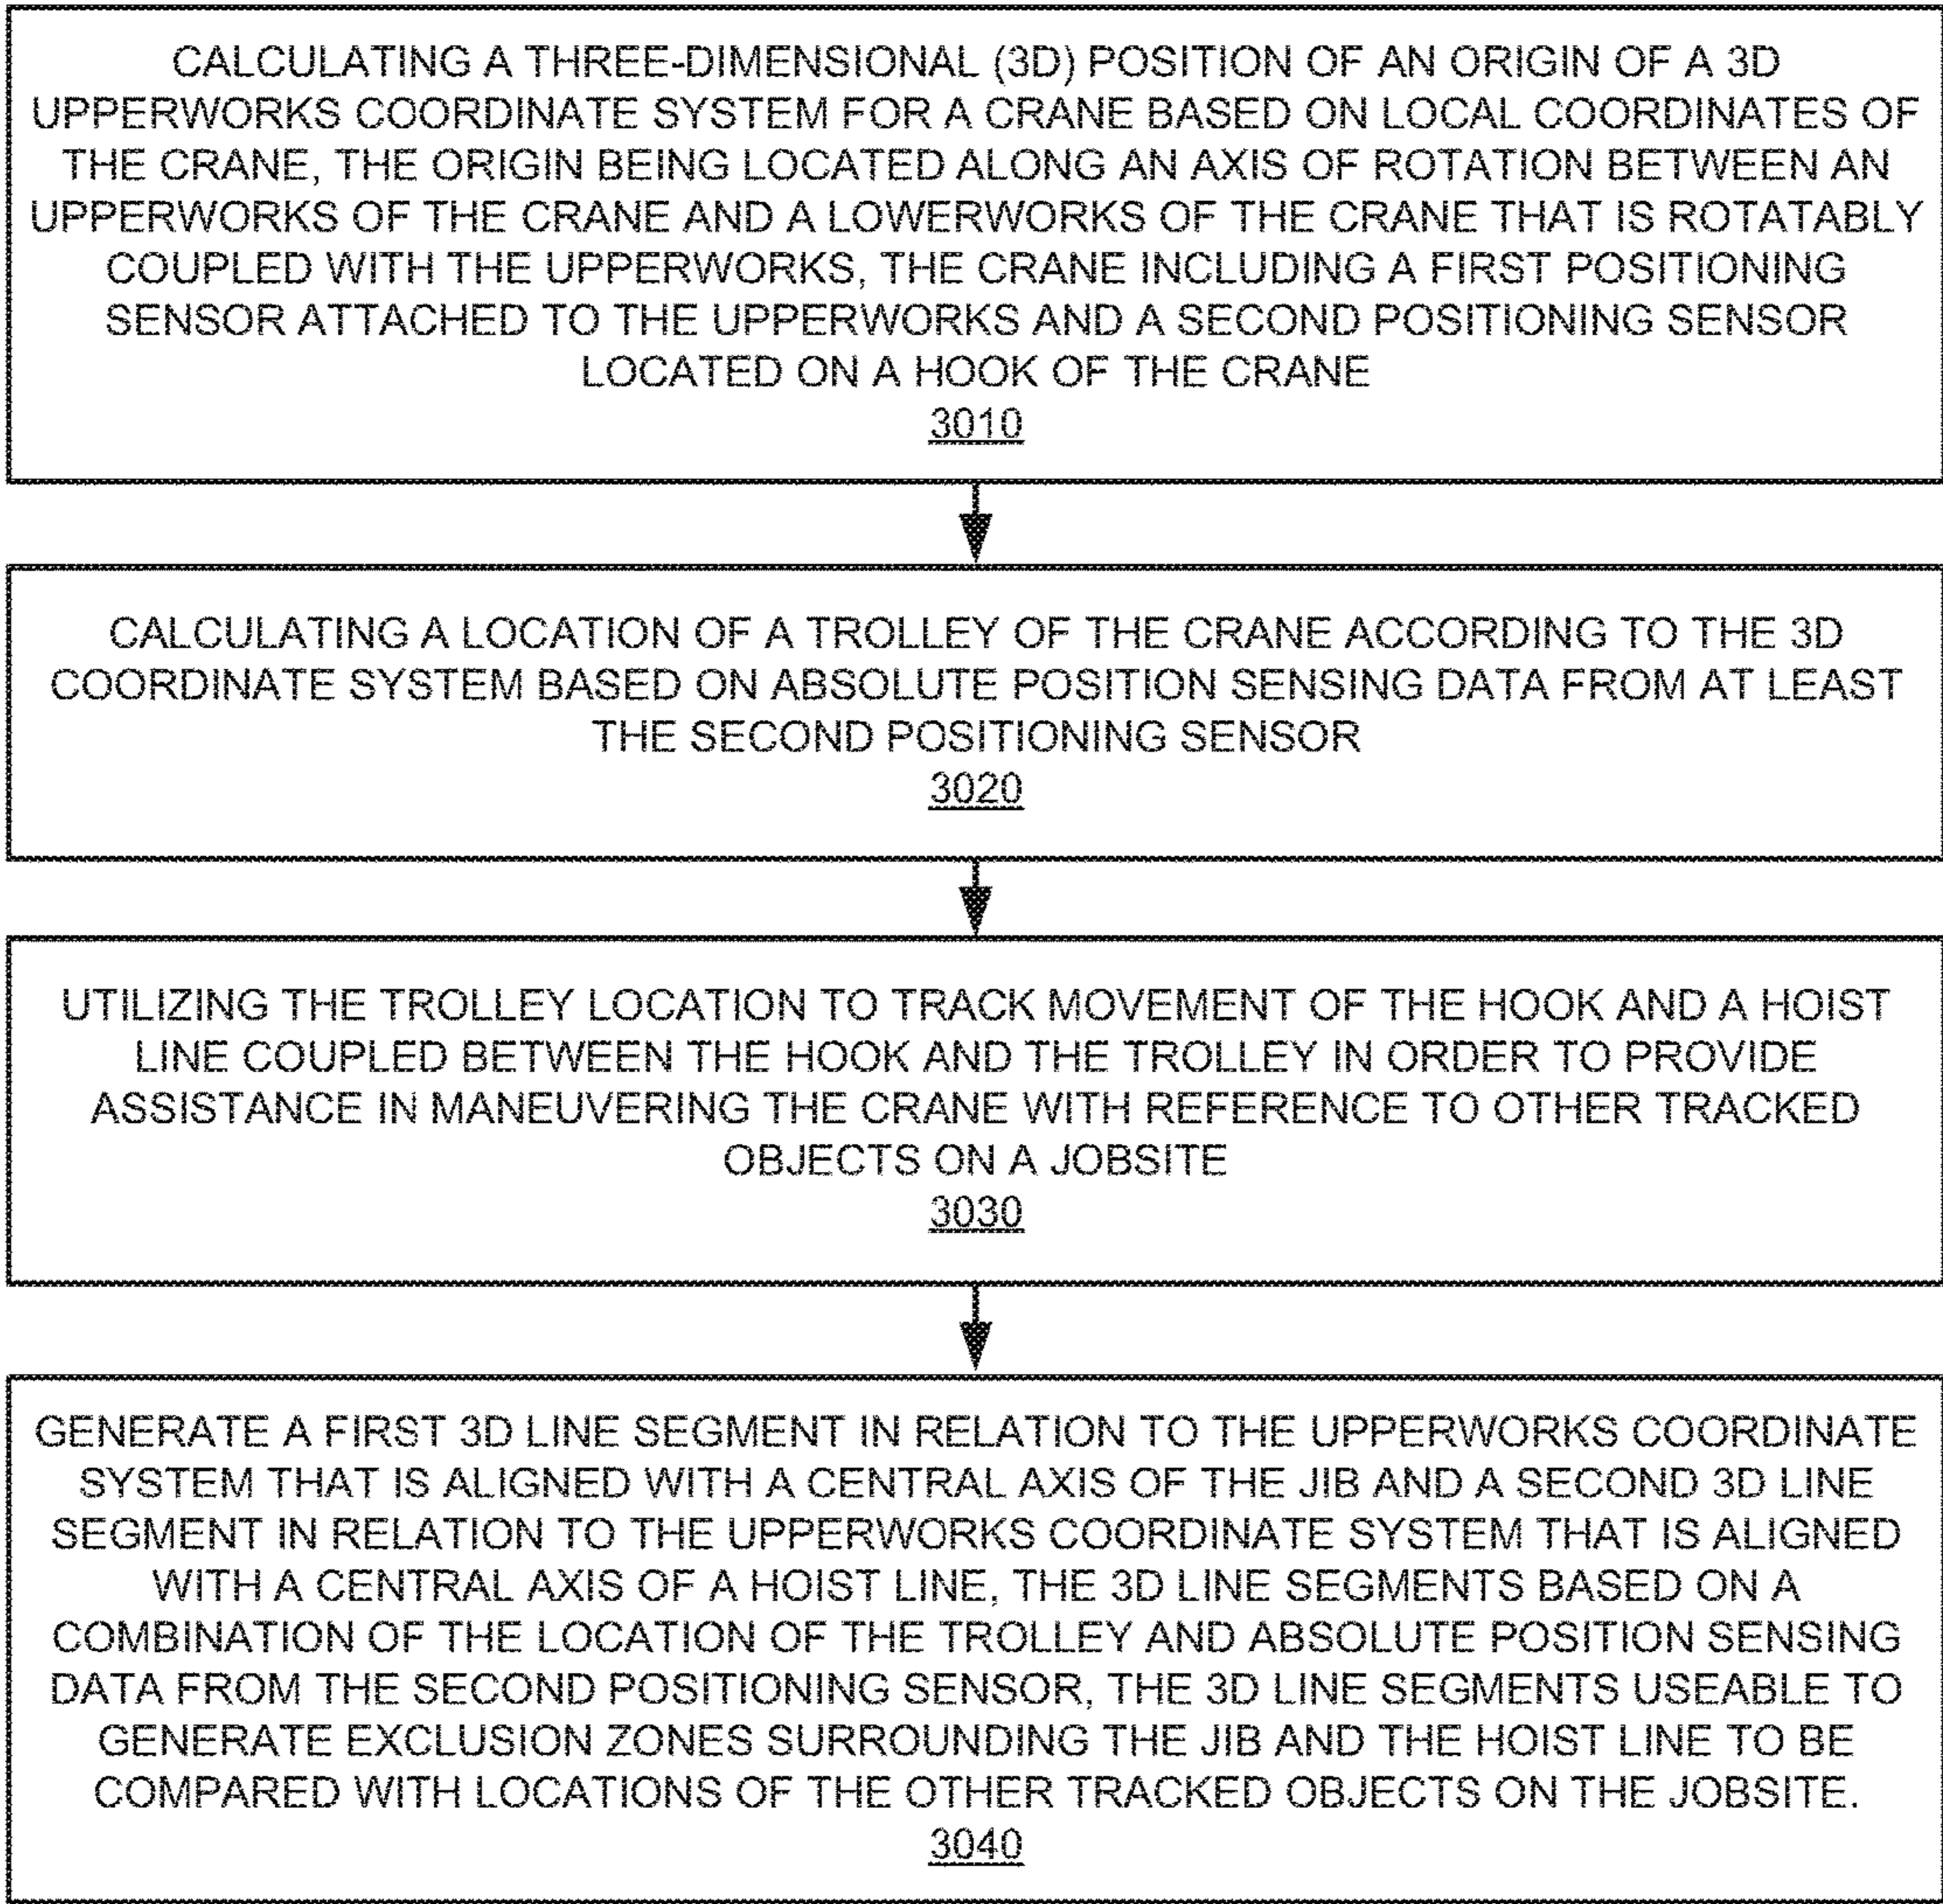 CALCULATING A THREE-DIMENSIONAL (3D) POSITION OF AN ORIGIN OF A 3D
UPPERWORKS COORDINATE SYSTEM FOR A CRANE BASED ON LOCAL COORDINATES OF
THE CRANE, THE ORIGIN BEING LOCATED ALONG AN AXIS OF ROTATION BETWEEN AN
UPPERWORKS OF THE CRANE AND A LOWERWORKS OF THE CRANE THAT IS ROTATABLY
COUPLED WITH THE UPPERWORKS, THE CRANE INCLUDING A FIRST POSITIONING
SENSOR ATTACHED TO THE UPPERWORKS AND A SECOND POSITIONING SENSOR
LOCATED ON A HOOK OF THE CRANE
3010
CALCULATING A LOCATION OF A TROLLEY OF THE CRANE ACCORDING TO THE 3D
COORDINATE SYSTEM BASED ON ABSOLUTE POSITION SENSING DATA FROM AT LEAST
THE SECOND POSITIONING SENSOR
3020
UTILIZING THE TROLLEY LOCATION TO TRACK MOVEMENT OF THE HOOK AND A HOIST
LINE COUPLED BETWEEN THE HOOK AND THE TROLLEY IN ORDER TO PROVIDE
ASSISTANCE IN MANEUVERING THE CRANE WITH REFERENCE TO OTHER TRACKED
OBJECTS ON A JOBSITE
3030
GENERATE A FIRST 3D LINE SEGMENT IN RELATION TO THE UPPERWORKS COORDINATE
SYSTEM THAT IS ALIGNED WITH A CENTRAL AXIS OF THE JIB AND A SECOND 3D LINE
SEGMENT IN RELATION TO THE UPPERWORKS COORDINATE SYSTEM THAT IS ALIGNED
WITH A CENTRAL AXIS OF A HOIST LINE, THE 3D LINE SEGMENTS BASED ON A
COMBINATION OF THE LOCATION OF THE TROLLEY AND ABSOLUTE POSITION SENSING
DATA FROM THE SECOND POSITIONING SENSOR, THE 3D LINE SEGMENTS USEABLE TO
GENERATE EXCLUSION ZONES SURROUNDING THE JIB AND THE HOIST LINE TO BE
COMPARED WITH LOCATIONS OF THE OTHER TRACKED OBJECTS ON THE JOBSITE.
3040